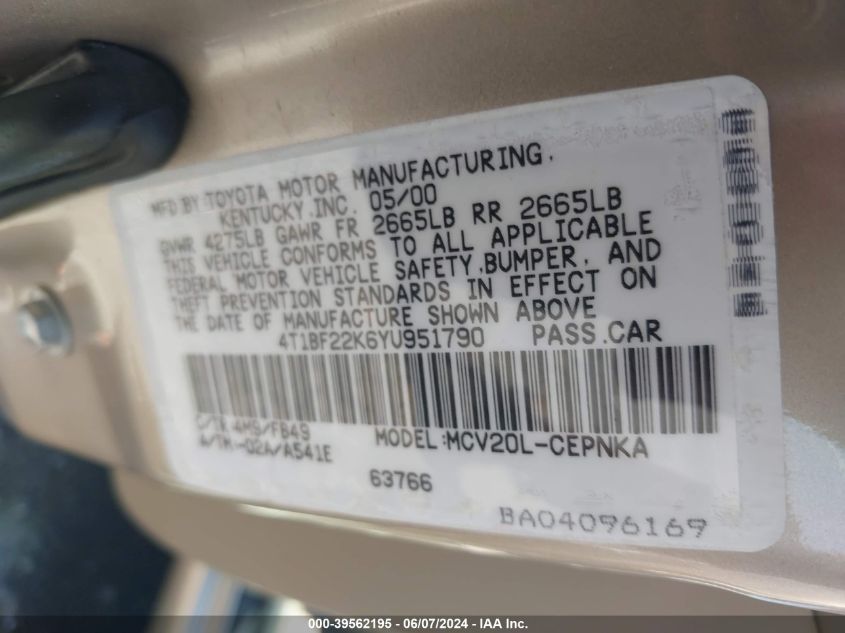 MFD BY TOYOTA MOTOR MANUFACTURING.
KENTUCKY.INC. 05/00
GVWR 4275LB GAWR FR 2665LB RR 2665LB
THIS VEHICLE CONFORMS TO ALL APPLICABLE
FEDERAL MOTOR VEHICLE SAFETY,BUMPER, AND
THEFT PREVENTION STANDARDS IN EFFECT ON
THE DATE OF MANUFACTURE SHOWN ABOVE
4T1BF22K6YU951790 PASS.CAR
C/TR 4M9/FB49
A/TM-02A/A541E MODEL:MCV20L-CEPNKA
63766
BA04096169
000-39562195 - 06/07/2024 - IAA Inc.